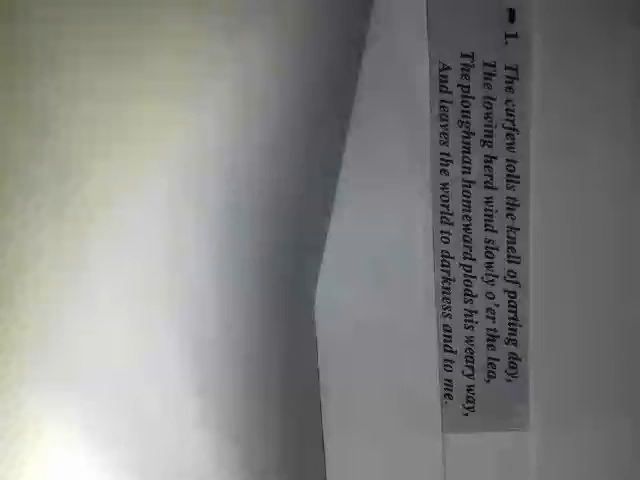 1. The curfew tolls the knell of parting day,
The lowing herd wind slowly o'er the lea,
The ploughman homeward plods his weary way,
And leaves the world to darkness and to me.